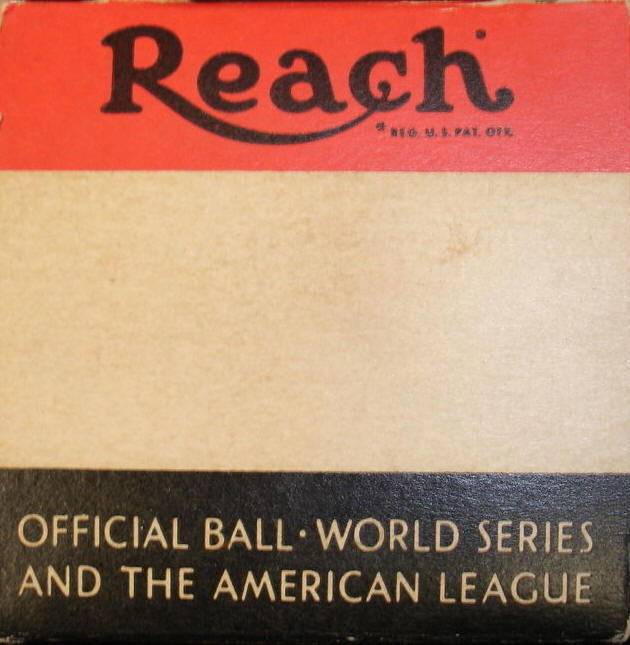 Reach
REG. U. S. PAT. OFF.
OFFICIAL BALL · WORLD SERIES
AND THE AMERICAN LEAGUE